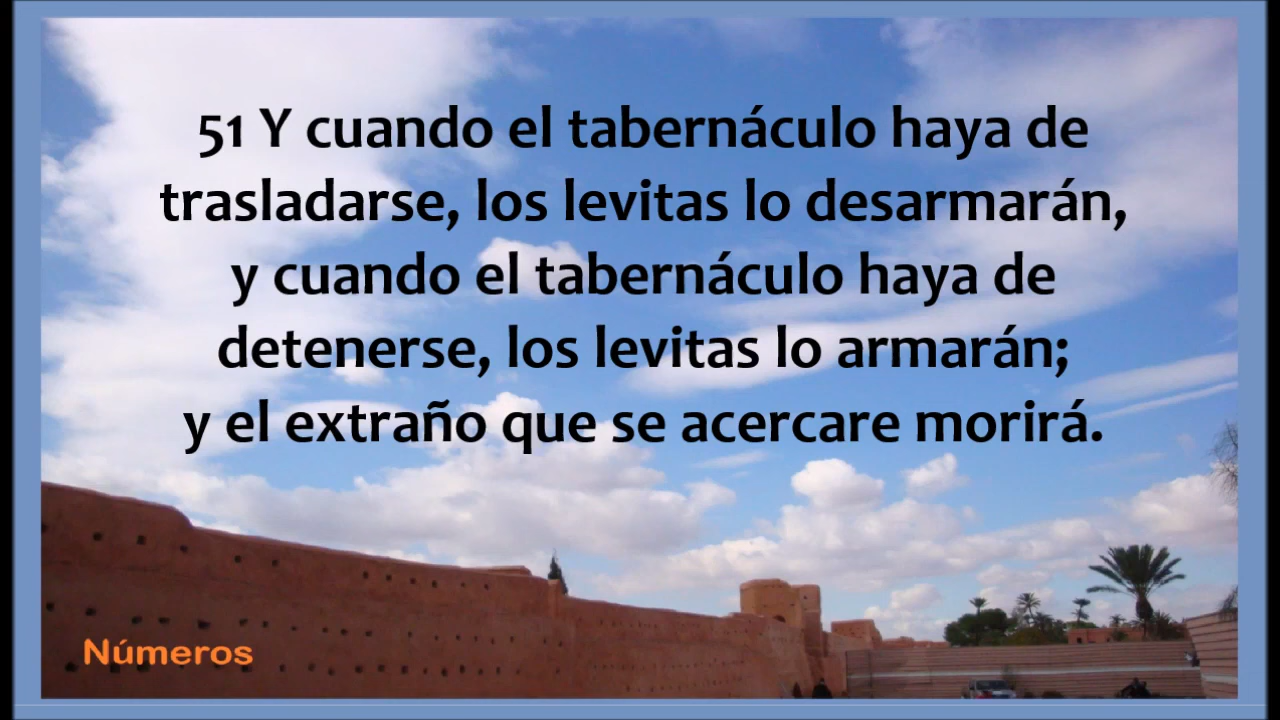 51 Y cuando el tabernáculo haya de
trasladarse, los levitas lo desarmarán,
y cuando el tabernáculo haya de
detenerse, los levitas lo armarán;
y el extraño que se acercare morirá.
Números